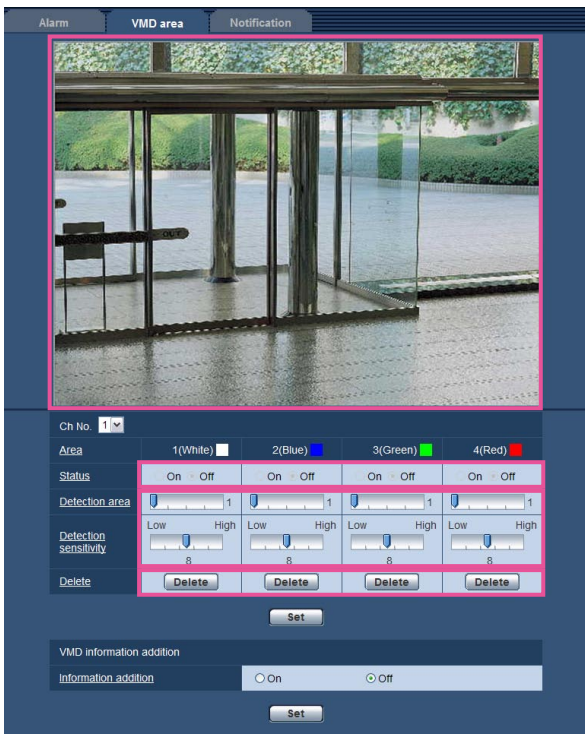 Alarm VMD area Notification
OUT
Ch No. 1
Area 1(White) 2(Blue) 3(Green) 4(Red)
Status On Off On Off On Off On Off
Detection area 1 1 1 1
Detection sensitivity Low High Low High Low High Low High
8 8 8 8
Delete Delete Delete Delete Delete
Set
VMD information addition
Information addition On Off
Set